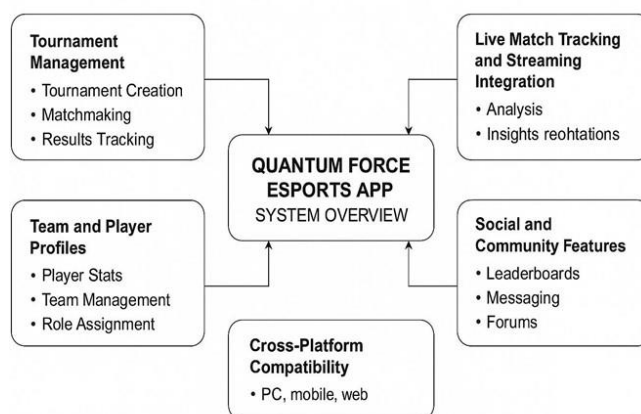 Tournament
Management
• Tournament Creation
• Matchmaking
• Results Tracking
Live Match Tracking
and Streaming
Integration
• Analysis
• Insights reohtations
QUANTUM FORCE
ESPORTS APP
SYSTEM OVERVIEW
Team and Player
Profiles
• Player Stats
• Team Management
• Role Assignment
Social and
Community Features
• Leaderboards
• Messaging
• Forums
Cross-Platform
Compatibility
• PC, mobile, web